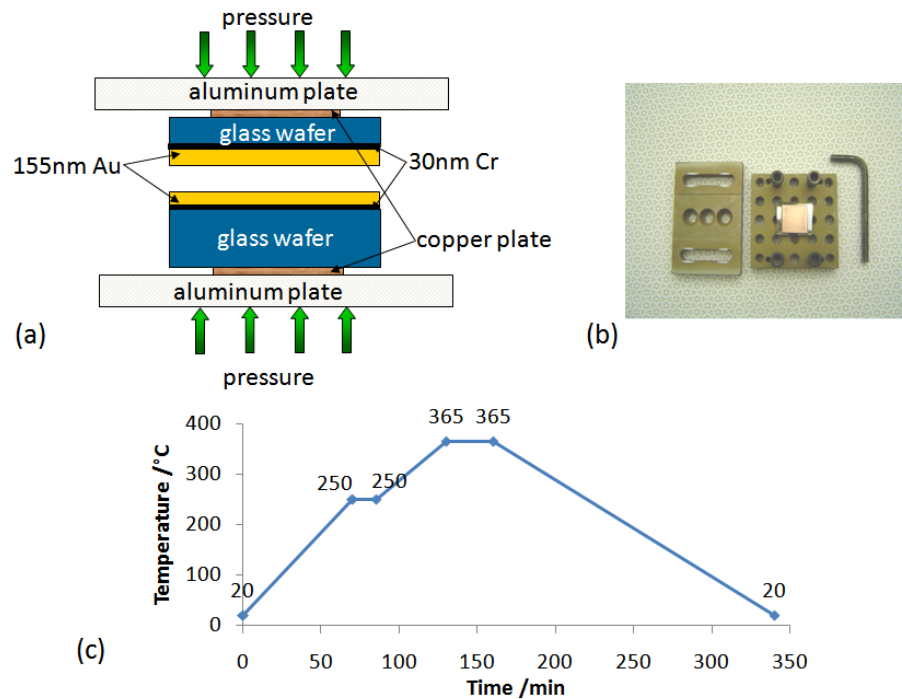 pressure
(a)
aluminum plate
glass wafer
155nm Au
30nm Cr
glass wafer
copper plate
aluminum plate
pressure
(b)
400
365 365
300
250 250
200
100
20
20
0
Temperature /°C
0 50 100 150 200 250 300 350
Time /min
(c)